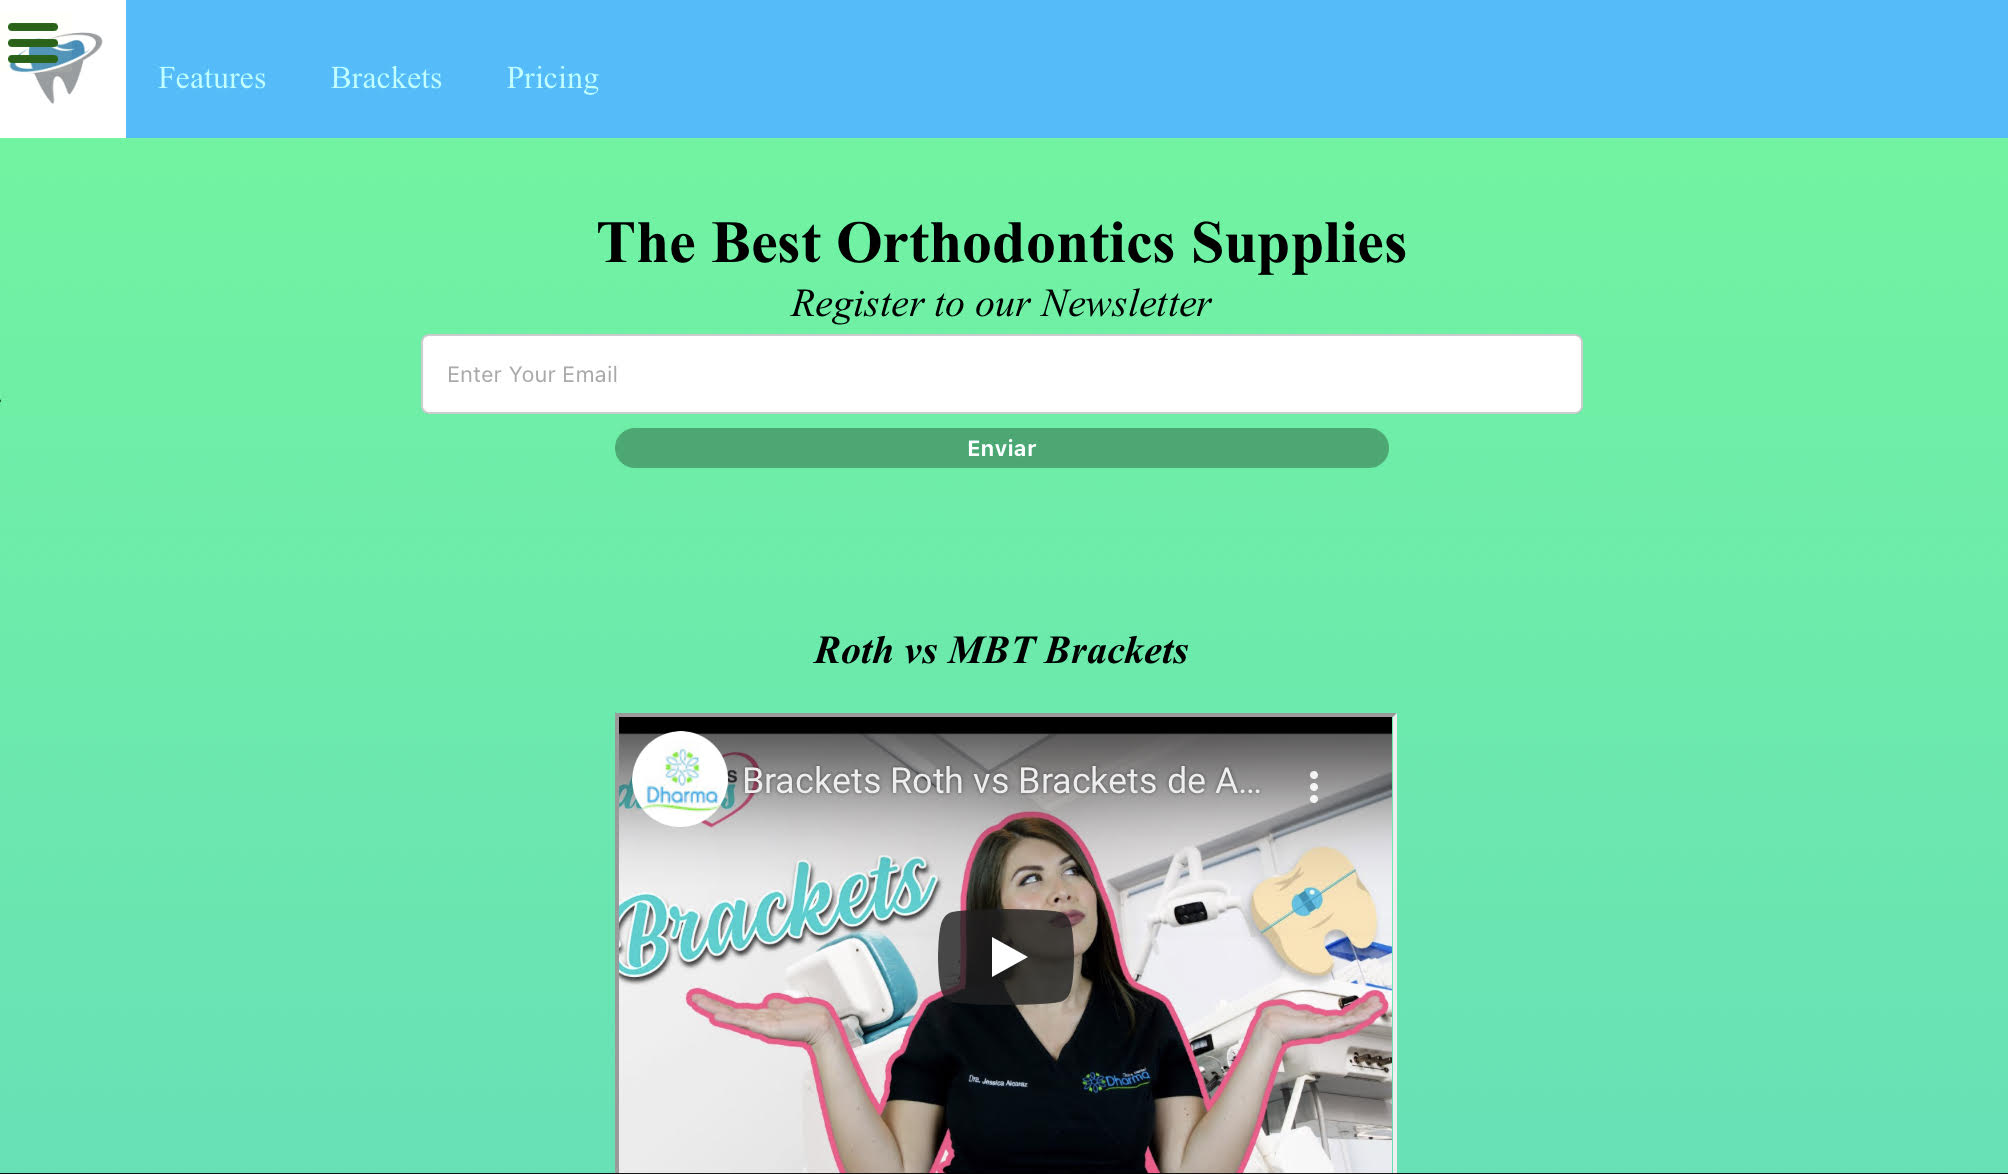 Features Brackets Pricing
The Best Orthodontics Supplies
Register to our Newsletter
Enter Your Email
Enviar
Roth vs MBT Brackets
Dharma
Brackets Roth vs Brackets de A...
Brackets
Dra. Jessica Alcaraz
Dharma